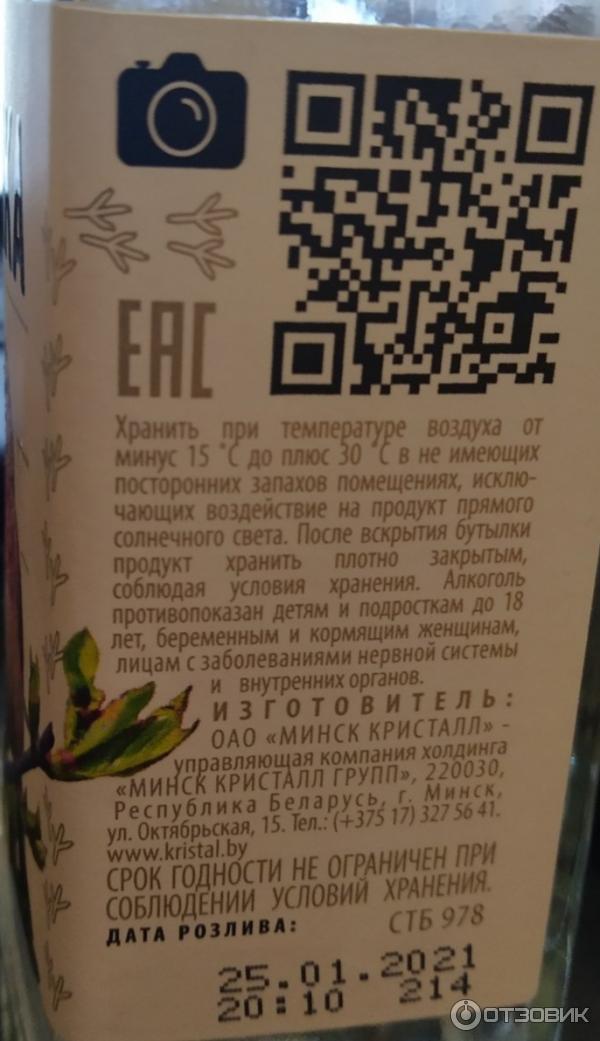 КА
ЕАС
Хранить при температуре воздуха от
минус 15 °С до плюс 30 °С в не имеющих
посторонних запахов помещениях, исклю-
чающих воздействие на продукт прямого
солнечного света. После вскрытия бутылки
продукт хранить плотно закрытым,
соблюдая условия хранения. Алкоголь
противопоказан детям и подросткам до 18
лет, беременным и кормящим женщинам,
лицам с заболеваниями нервной системы
и внутренних органов.
ИЗГОТОВИТЕЛЬ:
ОАО «МИНСК КРИСТАЛЛ» -
управляющая компания холдинга
«МИНСК КРИСТАЛЛ ГРУПП», 220030,
Республика Беларусь, г. Минск,
ул. Октябрьская, 15. Тел.: (+375 17) 327 56 41.
www.kristal.by
СРОК ГОДНОСТИ НЕ ОГРАНИЧЕН ПРИ
СОБЛЮДЕНИИ УСЛОВИЙ ХРАНЕНИЯ.
ДАТА РОЗЛИВА: СТБ 978
25.01.2021
20:10 214
ОТЗОВИК